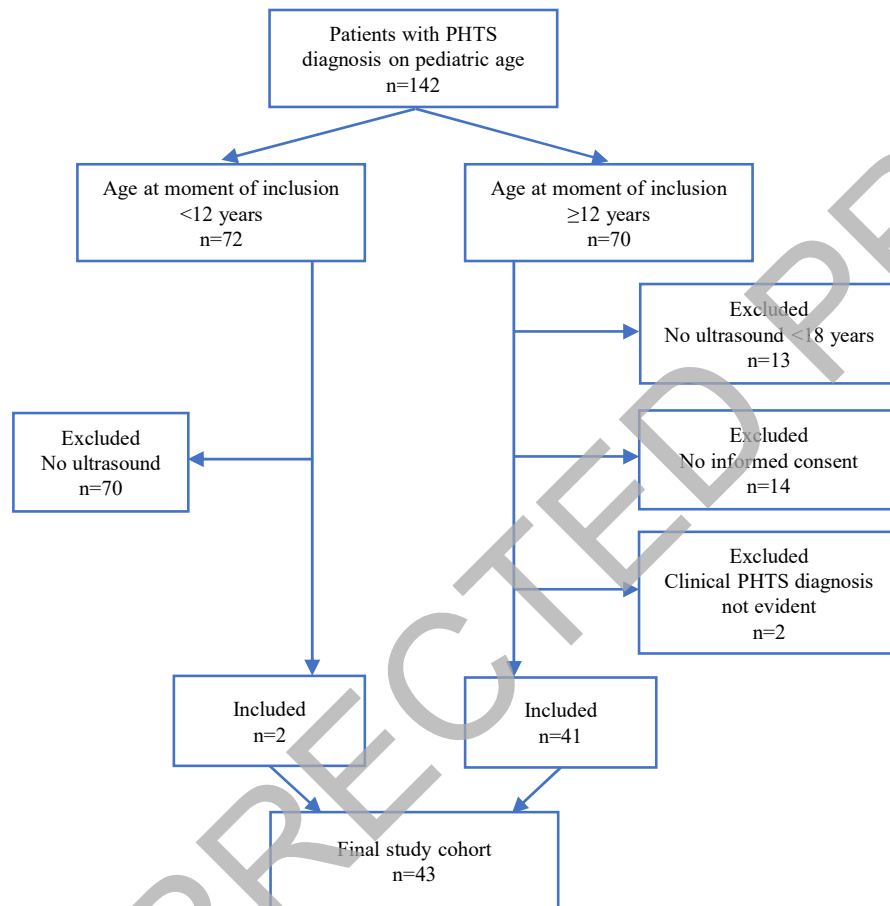 Patients with PHTS
diagnosis on pediatric age
n=142
Age at moment of inclusion
<12 years
n=72
Age at moment of inclusion
≥12 years
n=70
Excluded
No ultrasound <18 years
n=13
Excluded
No ultrasound
n=70
Excluded
No informed consent
n=14
Excluded
Clinical PHTS diagnosis
not evident
n=2
Included
n=2
Included
n=41
Final study cohort
n=43
RRECTED PR